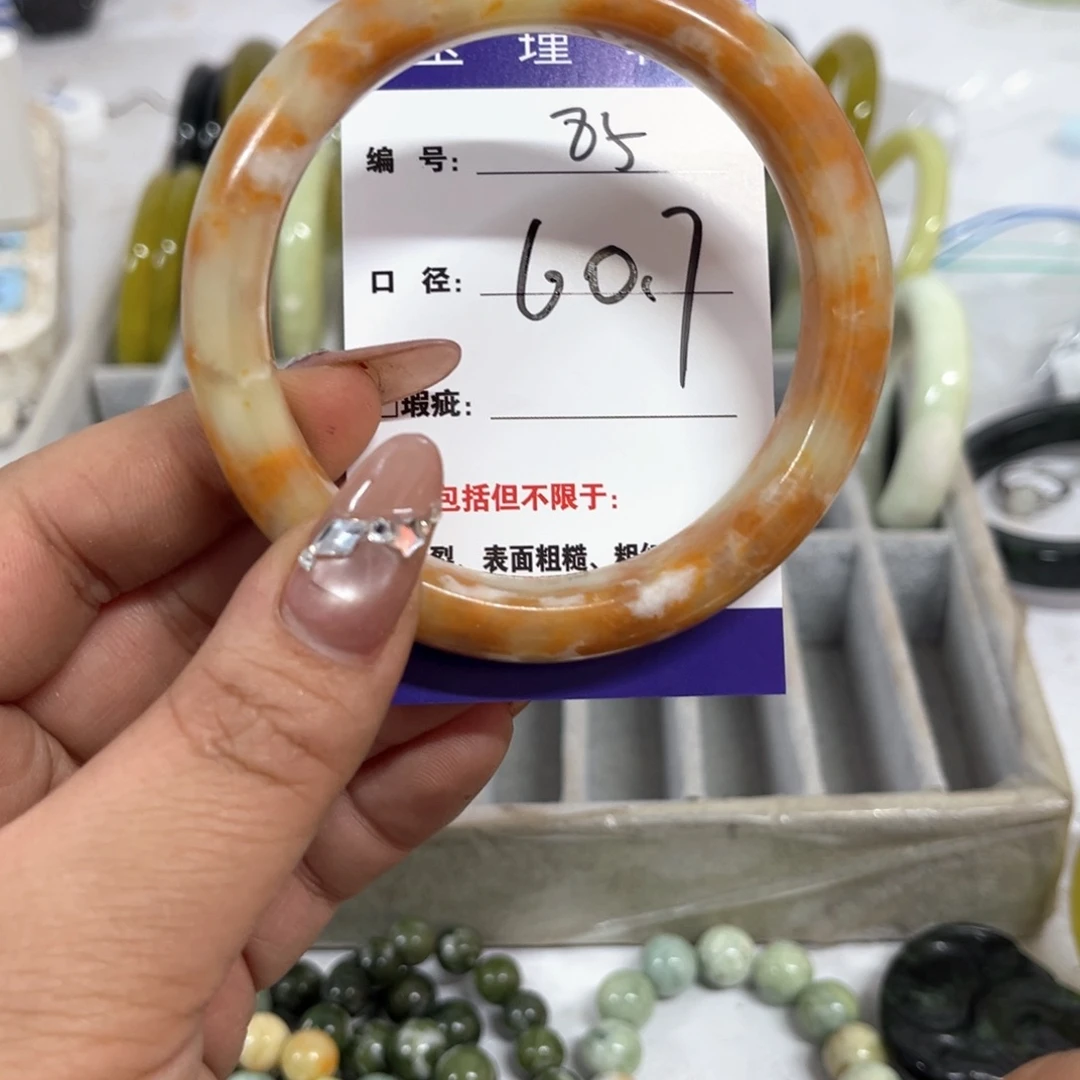 编 号: 85
口 径: 60.7
瑕疵:
包括但不限于:
裂、表面粗糙、